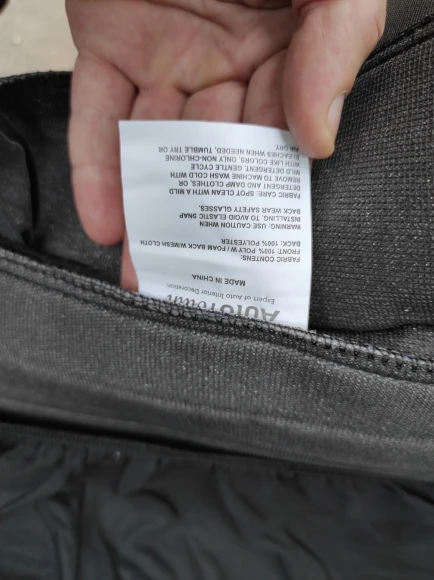 AutoYouth
Expert of Auto Interior Decoration
MADE IN CHINA
FABRIC CONTENS:
FRONT: 100% POLY W/ FOAM BACK W/MESH CLOTH
BACK 100% POLYESTER
WARNING: USE CAUTION WHEN
INSTALLING TO AVOID ELASTIC SNAP
BACK WEAR SAFETY GLASSES.
FABRIC CARE: SPOT CLEAN WITH A MILD
DETERGENT AND DAMP CLOTHES, OR
REMOVE TO MACHINE WASH COLD WITH
MILD DETERGENT. GENTLE CYCLE
WITH LIKE COLORS, ONLY NON-CHLORINE
BLEACHES WHEN NEEDED, TUMBLE TRY OR
AIR DRY.